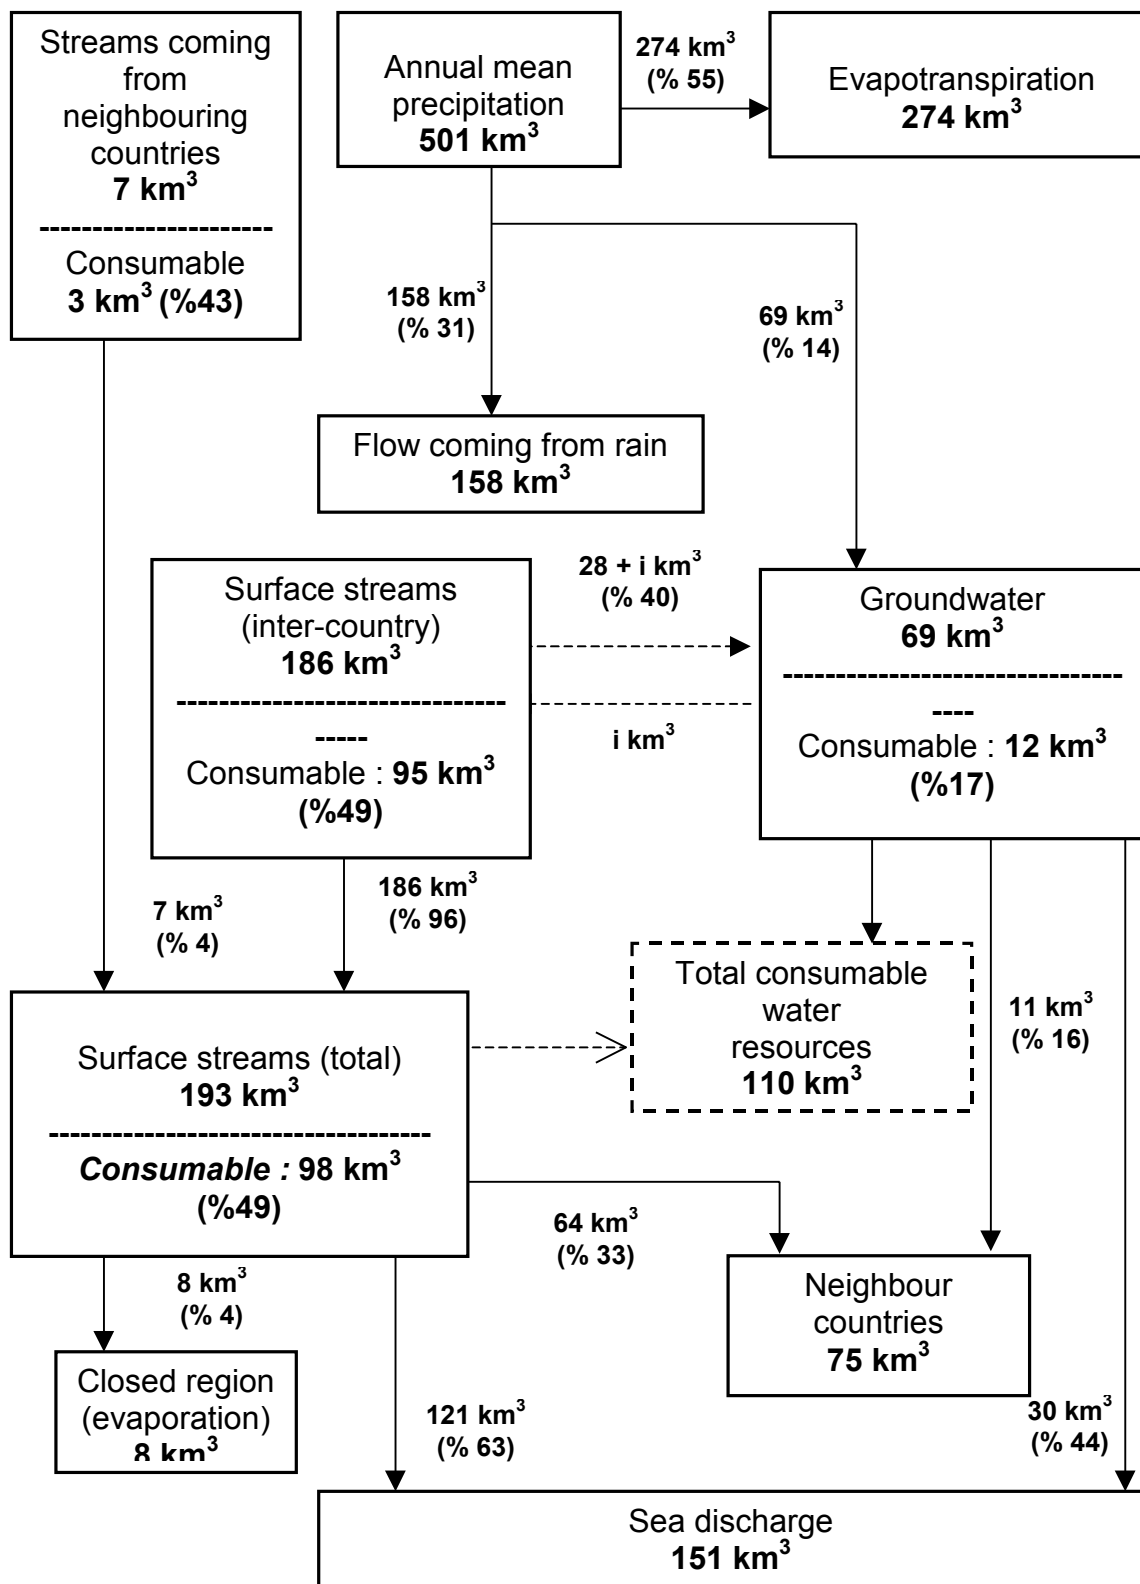 Streams coming
from
neighbouring
countries
7 km³
----------------------
Consumable
3 km³ (%43)
Annual mean
precipitation
501 km³
274 km³
(% 55)
Evapotranspiration
274 km³
158 km³
(% 31)
69 km³
(% 14)
Flow coming from rain
158 km³
Surface streams
(inter-country)
186 km³
-------------------------------
-----
Consumable : 95 km³
(%49)
28 + i km³
(% 40)
i km³
Groundwater
69 km³
--------------------------------
----
Consumable : 12 km³
(%17)
7 km³
(% 4)
186 km³
(% 96)
Total consumable
water
resources
110 km³
11 km³
(% 16)
Surface streams (total)
193 km³
------------------------------------
Consumable : 98 km³
(%49)
64 km³
(% 33)
8 km³
(% 4)
Neighbour
countries
75 km³
Closed region
(evaporation)
8 km³
121 km³
(% 63)
30 km³
(% 44)
Sea discharge
151 km³